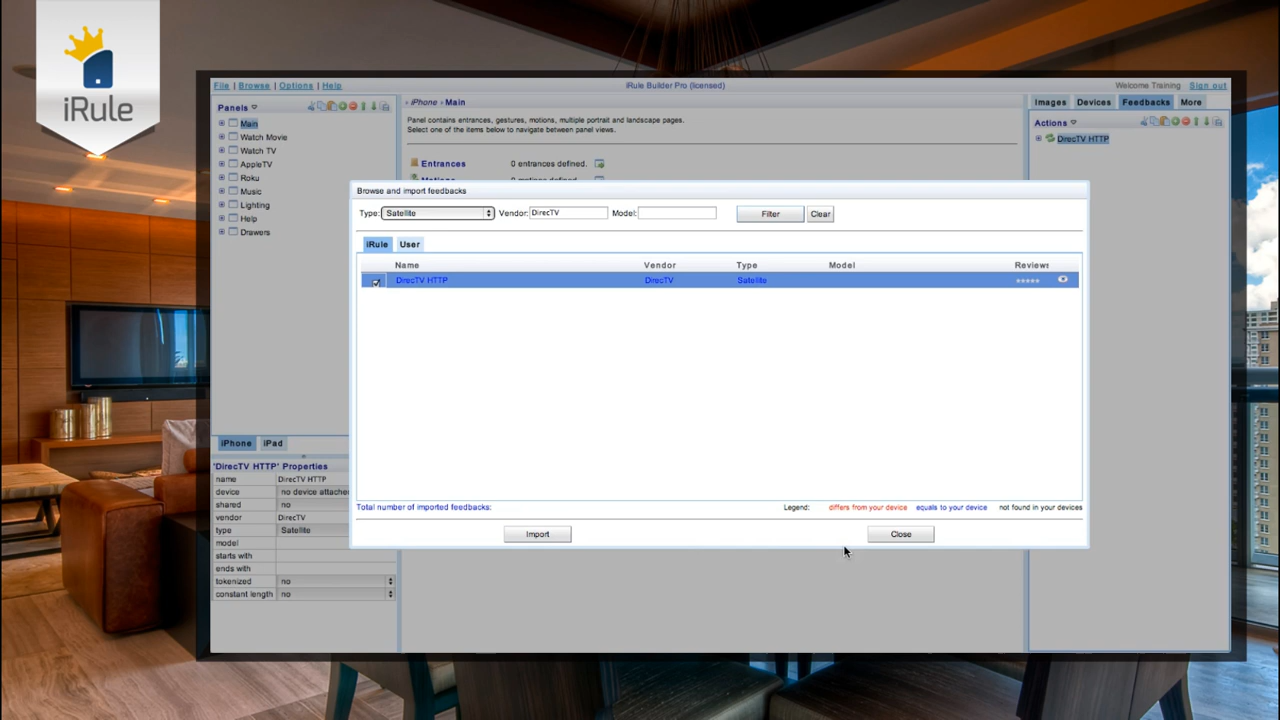 iRule
File | Browse | Options | Help
iRule Builder Pro (licensed)
Welcome Training
Sign out
Panels
Main
Watch Movie
Watch TV
AppleTV
Roku
Music
Lighting
Help
Drawers
iPhone
iPad
'DirecTV HTTP' Properties
name DirecTV HTTP
device no device attached
shared no
vendor DirecTV
type Satellite
model
starts with
ends with
tokenized no
constant length no
› iPhone › Main
Panel contains entrances, gestures, motions, multiple portrait and landscape pages.
Select one of the items below to navigate between panel views.
Entrances 0 entrances defined.
Browse and import feedbacks
Type: Satellite Vendor: DirecTV Model: Filter Clear
iRule User
Name Vendor Type Model Reviews
DirecTV HTTP DirecTV Satellite
Total number of imported feedbacks:
Legend: differs from your device equals to your device not found in your devices
Import Close
Images Devices Feedbacks More
Actions
DirecTV HTTP